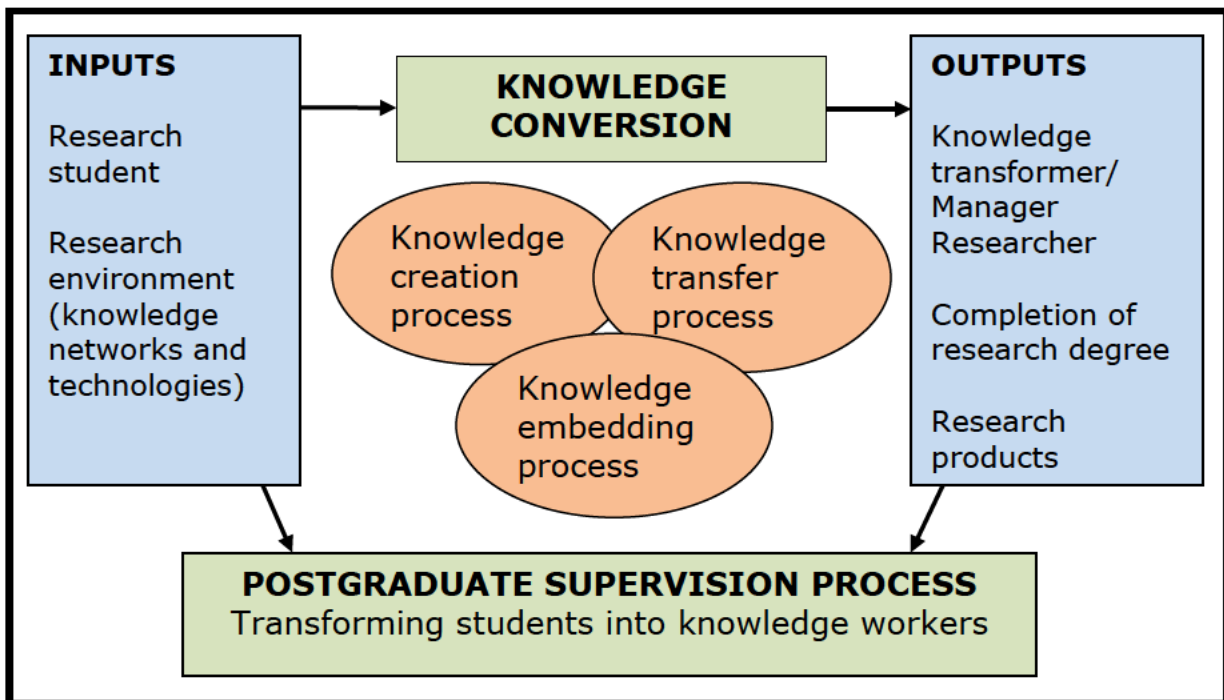 INPUTS
Research
student
Research
environment
(knowledge
networks and
technologies)
KNOWLEDGE
CONVERSION
Knowledge
creation
process
Knowledge
transfer
process
Knowledge
embedding
process
OUTPUTS
Knowledge
transformer/
Manager
Researcher
Completion of
research degree
Research
products
POSTGRADUATE SUPERVISION PROCESS
Transforming students into knowledge workers